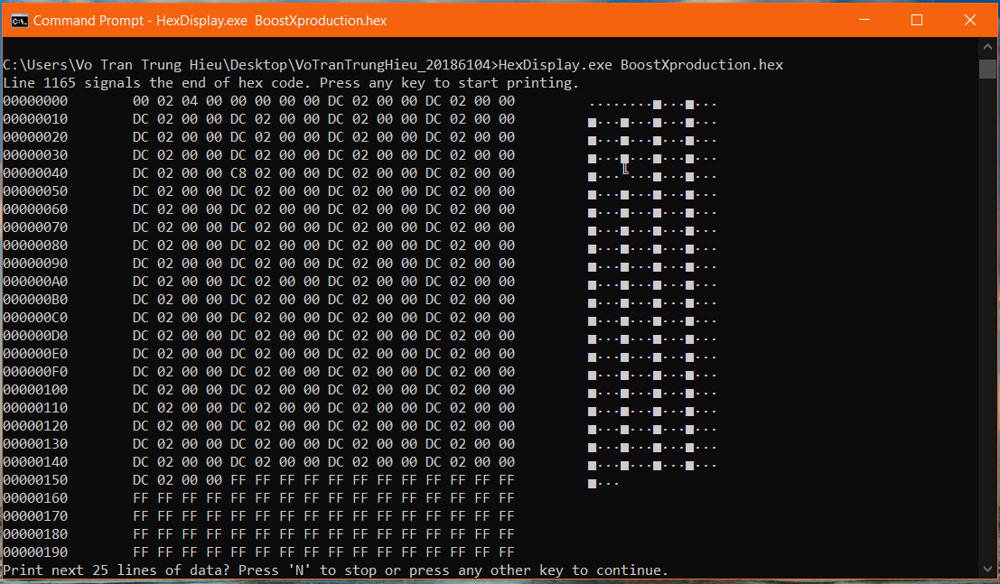 Command Prompt - HexDisplay.exe  BoostXproduction.hex
C:\Users\Vo Tran Trung Hieu\Desktop\VoTranTrungHieu_20186104>HexDisplay.exe BoostXproduction.hex
Line 1165 signals the end of hex code. Press any key to start printing.
00000000        00 02 04 00 00 00 00 00 DC 02 00 00 DC 02 00 00         ········■···■···
00000010        DC 02 00 00 DC 02 00 00 DC 02 00 00 DC 02 00 00         ■···■···■···■···
00000020        DC 02 00 00 DC 02 00 00 DC 02 00 00 DC 02 00 00         ■···■···■···■···
00000030        DC 02 00 00 DC 02 00 00 DC 02 00 00 DC 02 00 00         ■···■···■···■···
00000040        DC 02 00 00 C8 02 00 00 DC 02 00 00 DC 02 00 00         ■···╚···■···■···
00000050        DC 02 00 00 DC 02 00 00 DC 02 00 00 DC 02 00 00         ■···■···■···■···
00000060        DC 02 00 00 DC 02 00 00 DC 02 00 00 DC 02 00 00         ■···■···■···■···
00000070        DC 02 00 00 DC 02 00 00 DC 02 00 00 DC 02 00 00         ■···■···■···■···
00000080        DC 02 00 00 DC 02 00 00 DC 02 00 00 DC 02 00 00         ■···■···■···■···
00000090        DC 02 00 00 DC 02 00 00 DC 02 00 00 DC 02 00 00         ■···■···■···■···
000000A0        DC 02 00 00 DC 02 00 00 DC 02 00 00 DC 02 00 00         ■···■···■···■···
000000B0        DC 02 00 00 DC 02 00 00 DC 02 00 00 DC 02 00 00         ■···■···■···■···
000000C0        DC 02 00 00 DC 02 00 00 DC 02 00 00 DC 02 00 00         ■···■···■···■···
000000D0        DC 02 00 00 DC 02 00 00 DC 02 00 00 DC 02 00 00         ■···■···■···■···
000000E0        DC 02 00 00 DC 02 00 00 DC 02 00 00 DC 02 00 00         ■···■···■···■···
000000F0        DC 02 00 00 DC 02 00 00 DC 02 00 00 DC 02 00 00         ■···■···■···■···
00000100        DC 02 00 00 DC 02 00 00 DC 02 00 00 DC 02 00 00         ■···■···■···■···
00000110        DC 02 00 00 DC 02 00 00 DC 02 00 00 DC 02 00 00         ■···■···■···■···
00000120        DC 02 00 00 DC 02 00 00 DC 02 00 00 DC 02 00 00         ■···■···■···■···
00000130        DC 02 00 00 DC 02 00 00 DC 02 00 00 DC 02 00 00         ■···■···■···■···
00000140        DC 02 00 00 DC 02 00 00 DC 02 00 00 DC 02 00 00         ■···■···■···■···
00000150        DC 02 00 00 FF FF FF FF FF FF FF FF FF FF FF FF         ■···
00000160        FF FF FF FF FF FF FF FF FF FF FF FF FF FF FF FF
00000170        FF FF FF FF FF FF FF FF FF FF FF FF FF FF FF FF
00000180        FF FF FF FF FF FF FF FF FF FF FF FF FF FF FF FF
00000190        FF FF FF FF FF FF FF FF FF FF FF FF FF FF FF FF
Print next 25 lines of data? Press 'N' to stop or press any other key to continue.